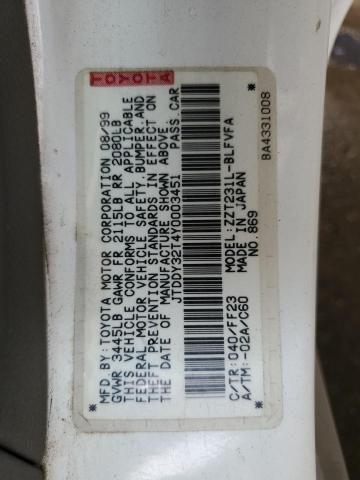 TOYOTA
MFD.BY:TOYOTA MOTOR CORPORATION 08/99
GVWR 3445LB GAWR FR 2115LB RR 2080LB
THIS VEHICLE CONFORMS TO ALL APPLICABLE
FEDERAL MOTOR VEHICLE SAFETY, BUMPER, AND
THEFT PREVENTION STANDARDS IN EFFECT ON
THE DATE OF MANUFACTURE SHOWN ABOVE.
JTDDY32T4Y0003451 PASS.CAR
C/TR:040/FF23 MODEL:ZZT231L-BLFVFA
A/TM:-02A/C60 MADE IN JAPAN
NO.869
BA4331008